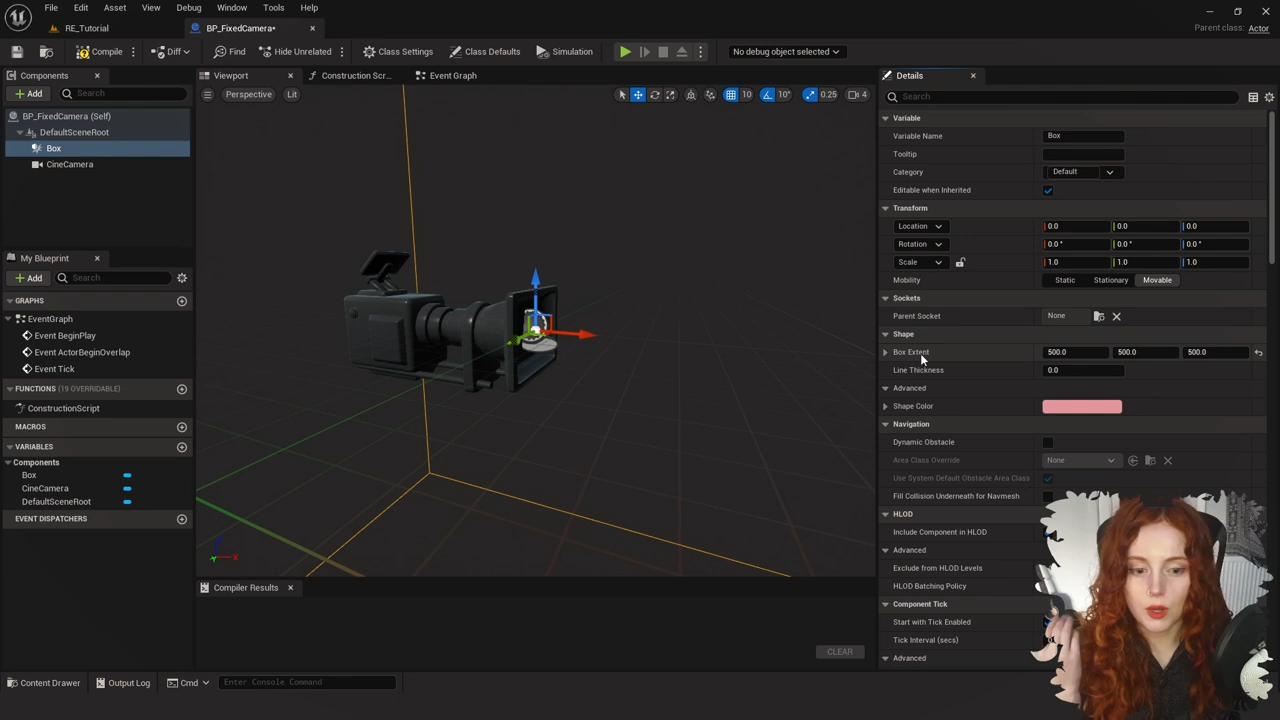 File Edit Asset View Debug Window Tools Help
RE_Tutorial
BP_FixedCamera•
Parent class: Actor
Compile
Diff
Find
Hide Unrelated
Class Settings
Class Defaults
Simulation
No debug object selected
Components
Add
Search
BP_FixedCamera (Self)
DefaultSceneRoot
Box
CineCamera
My Blueprint
Add
Search
GRAPHS
EventGraph
Event BeginPlay
Event ActorBeginOverlap
Event Tick
FUNCTIONS (19 OVERRIDABLE)
ConstructionScript
MACROS
VARIABLES
Components
Box
CineCamera
DefaultSceneRoot
EVENT DISPATCHERS
Viewport
Construction Scr...
Event Graph
Perspective
Lit
10
10°
0.25
4
X
Y
Compiler Results
CLEAR
Details
Search
Variable
Variable Name Box
Tooltip
Category Default
Editable when Inherited
Transform
Location 0.0 0.0 0.0
Rotation 0.0 ° 0.0 ° 0.0 °
Scale 1.0 1.0 1.0
Mobility Static Stationary Movable
Sockets
Parent Socket None
Shape
Box Extent 500.0 500.0 500.0
Line Thickness 0.0
Advanced
Shape Color
Navigation
Dynamic Obstacle
Area Class Override None
Use System Default Obstacle Area Class
Fill Collision Underneath for Navmesh
HLOD
Include Component in HLOD
Advanced
Exclude from HLOD Levels
HLOD Batching Policy
Component Tick
Start with Tick Enabled
Tick Interval (secs)
Advanced
Content Drawer
Output Log
Cmd
Enter Console Command